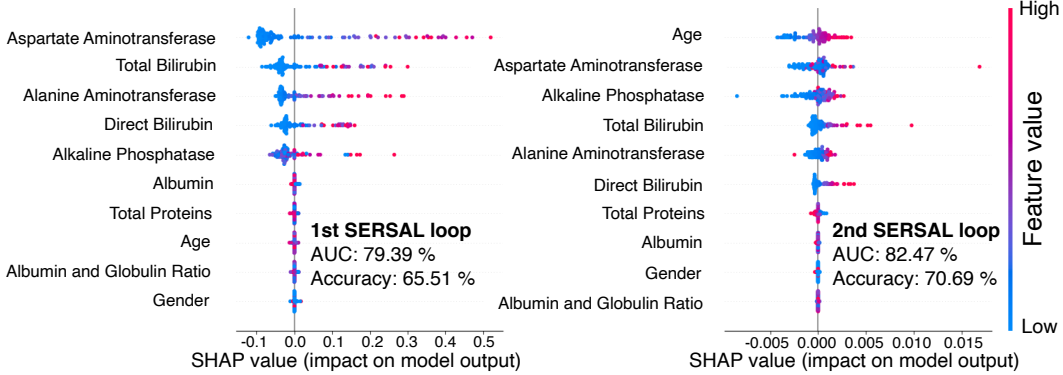 Aspartate Aminotransferase
Total Bilirubin
Alanine Aminotransferase
Direct Bilirubin
Alkaline Phosphatase
Albumin
Total Proteins
Age
Albumin and Globulin Ratio
Gender
1st SERSAL loop
AUC: 79.39 %
Accuracy: 65.51 %
-0.1 0.0 0.1 0.2 0.3 0.4 0.5
SHAP value (impact on model output)
Age
Aspartate Aminotransferase
Alkaline Phosphatase
Total Bilirubin
Alanine Aminotransferase
Direct Bilirubin
Total Proteins
Albumin
Gender
Albumin and Globulin Ratio
2nd SERSAL loop
AUC: 82.47 %
Accuracy: 70.69 %
-0.005 0.000 0.005 0.010 0.015
SHAP value (impact on model output)
High
Feature value
Low